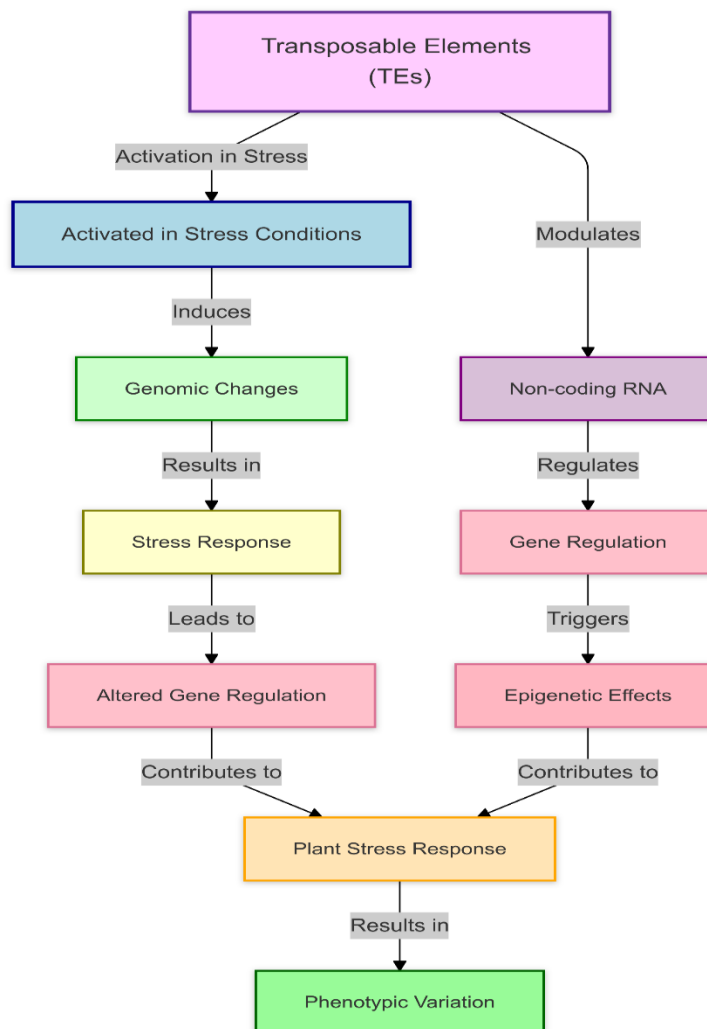 Transposable Elements
(TEs)
Activation in Stress
Activated in Stress Conditions
Modulates
Induces
Genomic Changes
Non-coding RNA
Results in
Regulates
Stress Response
Gene Regulation
Leads to
Triggers
Altered Gene Regulation
Epigenetic Effects
Contributes to
Contributes to
Plant Stress Response
Results in
Phenotypic Variation